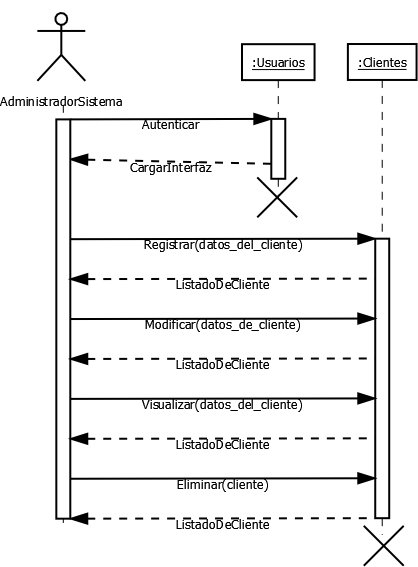 :Usuarios
:Clientes
AdministradorSistema
Autenticar
CargarInterfaz
Registrar(datos_del_cliente)
ListadoDeCliente
Modificar(datos_de_cliente)
ListadoDeCliente
Visualizar(datos_del_cliente)
ListadoDeCliente
Eliminar(cliente)
ListadoDeCliente